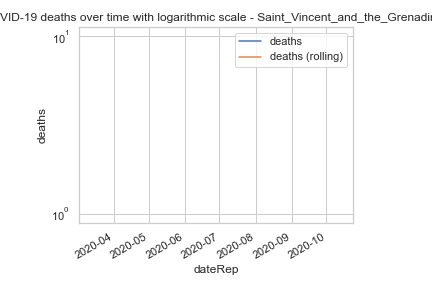 VID-19 deaths over time with logarithmic scale - Saint_Vincent_and_the_Grenadin
10¹
deaths
deaths (rolling)
deaths
10⁰
2020-04
2020-05
2020-06
2020-07
2020-08
2020-09
2020-10
dateRep